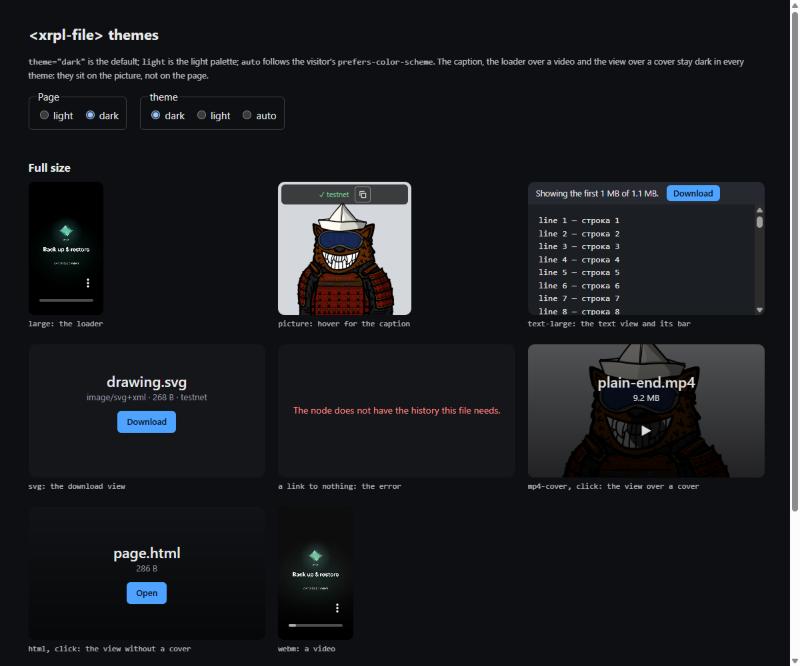 <xrpl-file> themes
theme="dark" is the default; light is the light palette; auto follows the visitor's prefers-color-scheme. The caption, the loader over a video and the view over a cover stay dark in every
theme: they sit on the picture, not on the page.
Page
light dark
theme
dark light auto
Full size
Back up & restore
large: the loader
✓ testnet
picture: hover for the caption
Showing the first 1 MB of 1.1 MB. Download
line 1 — строка 1
line 2 — строка 2
line 3 — строка 3
line 4 — строка 4
line 5 — строка 5
line 6 — строка 6
line 7 — строка 7
line 8 — строка 8
text-large: the text view and its bar
drawing.svg
image/svg+xml · 268 B · testnet
Download
svg: the download view
The node does not have the history this file needs.
a link to nothing: the error
plain-end.mp4
9.2 MB
mp4-cover, click: the view over a cover
page.html
286 B
Open
html, click: the view without a cover
Back up & restore
webm: a video